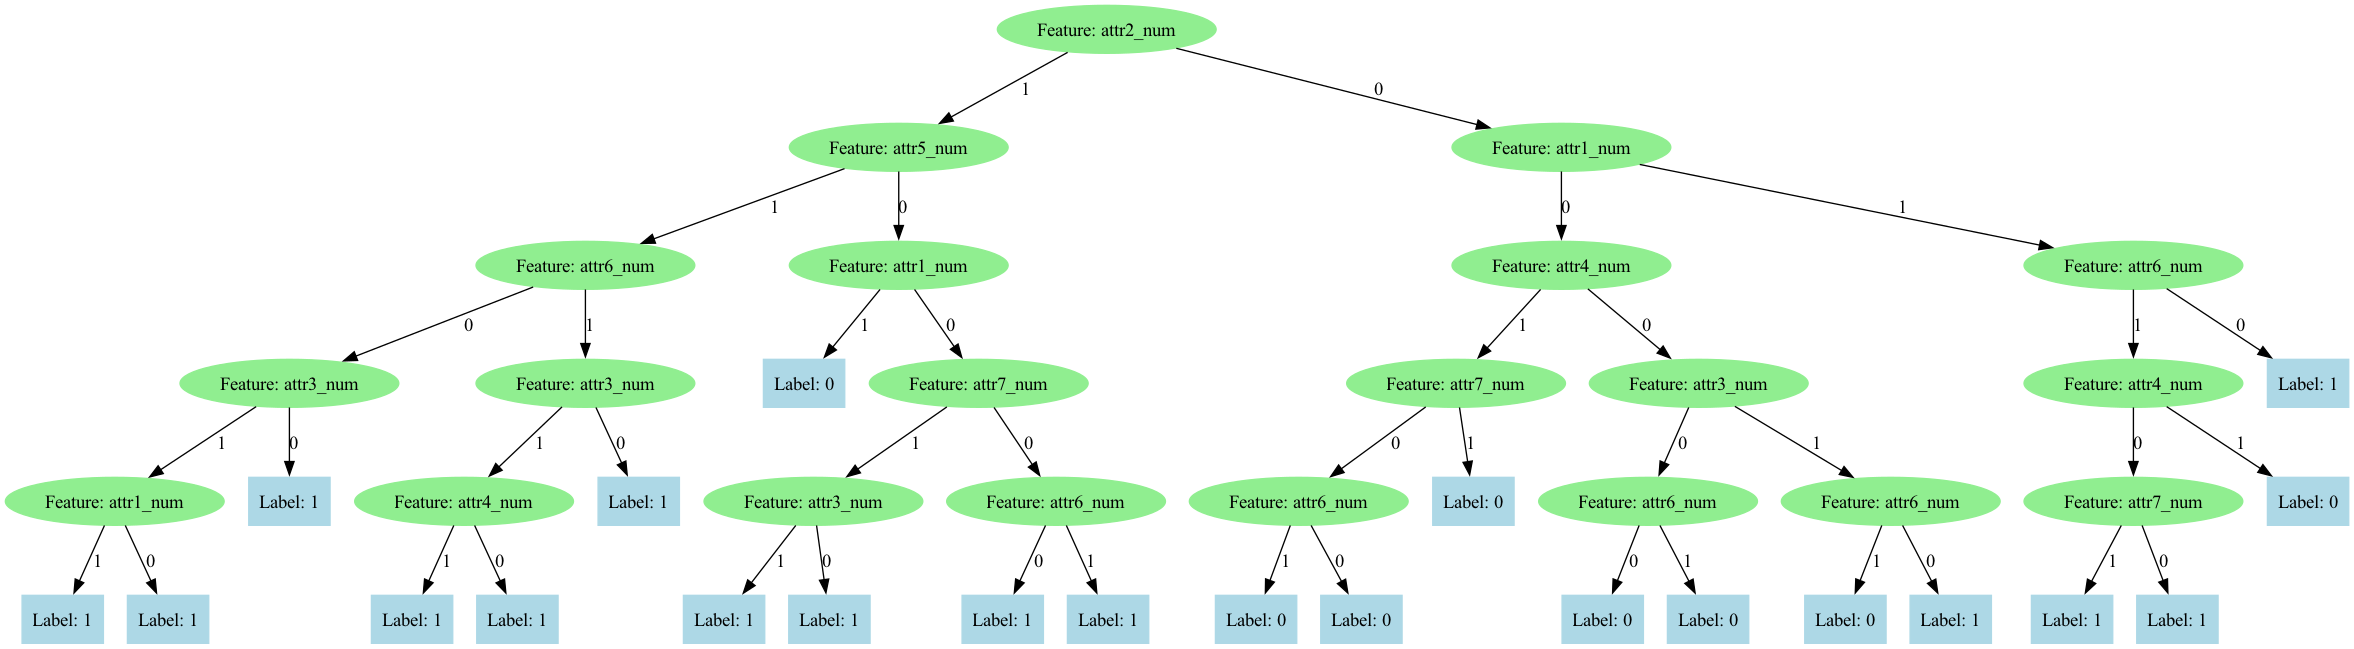 Feature: attr2_num
1
0
Feature: attr5_num
Feature: attr1_num
1
0
0
1
Feature: attr6_num
Feature: attr1_num
Feature: attr4_num
Feature: attr6_num
0
1
1
0
1
0
1
0
Feature: attr3_num
Feature: attr3_num
Label: 0
Feature: attr7_num
Feature: attr7_num
Feature: attr3_num
Feature: attr4_num
Label: 1
1
0
1
0
1
0
0
1
0
1
0
1
Feature: attr1_num
Label: 1
Feature: attr4_num
Label: 1
Feature: attr3_num
Feature: attr6_num
Feature: attr6_num
Label: 0
Feature: attr6_num
Feature: attr6_num
Feature: attr7_num
Label: 0
1
0
1
0
1
0
0
1
1
0
0
1
1
0
1
0
Label: 1
Label: 1
Label: 1
Label: 1
Label: 1
Label: 1
Label: 1
Label: 1
Label: 0
Label: 0
Label: 0
Label: 0
Label: 0
Label: 1
Label: 1
Label: 1